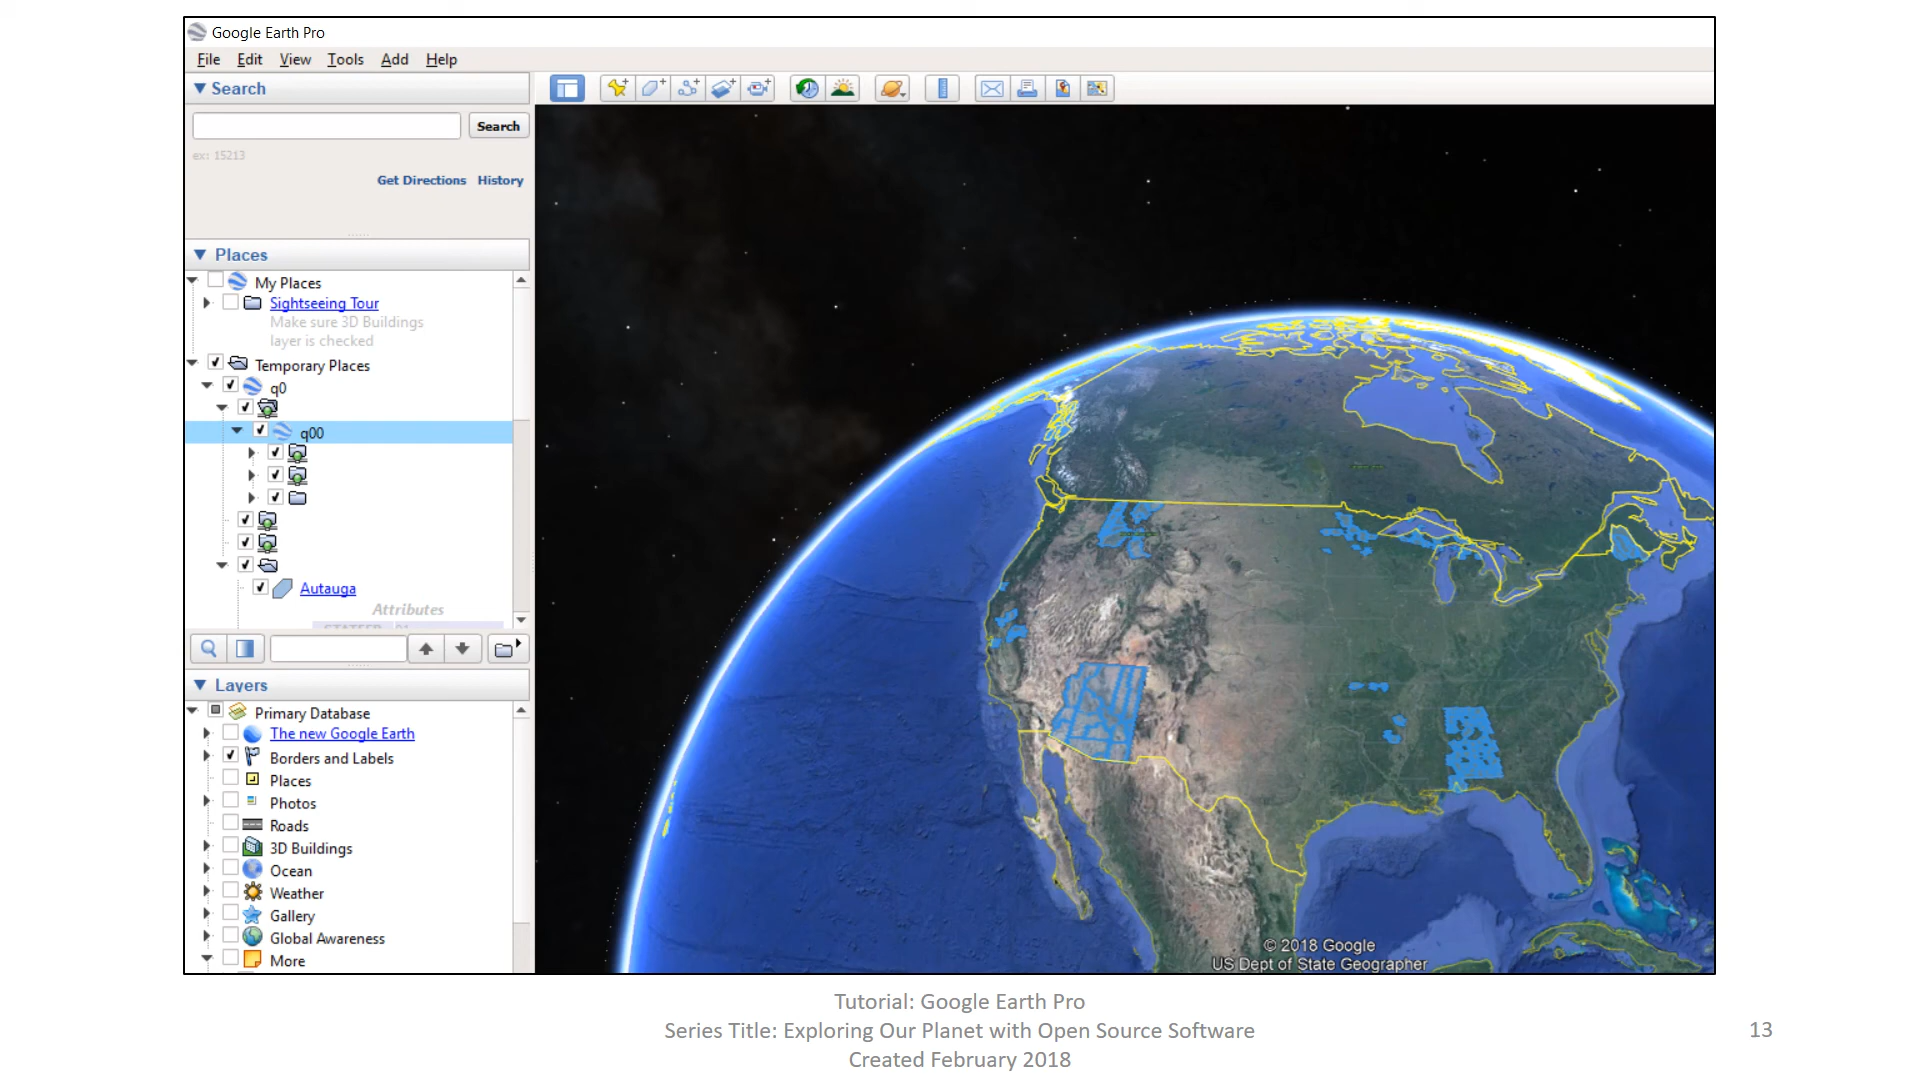 Google Earth Pro
File Edit View Tools Add Help
Search
Search
ex: 15213
Get Directions History
Places
My Places
Sightseeing Tour
Make sure 3D Buildings
layer is checked
Temporary Places
q0
q00
Autauga
Attributes
Layers
Primary Database
The new Google Earth
Borders and Labels
Places
Photos
Roads
3D Buildings
Ocean
Weather
Gallery
Global Awareness
More
© 2018 Google
US Dept of State Geographer
Tutorial: Google Earth Pro
Series Title: Exploring Our Planet with Open Source Software
Created February 2018
13